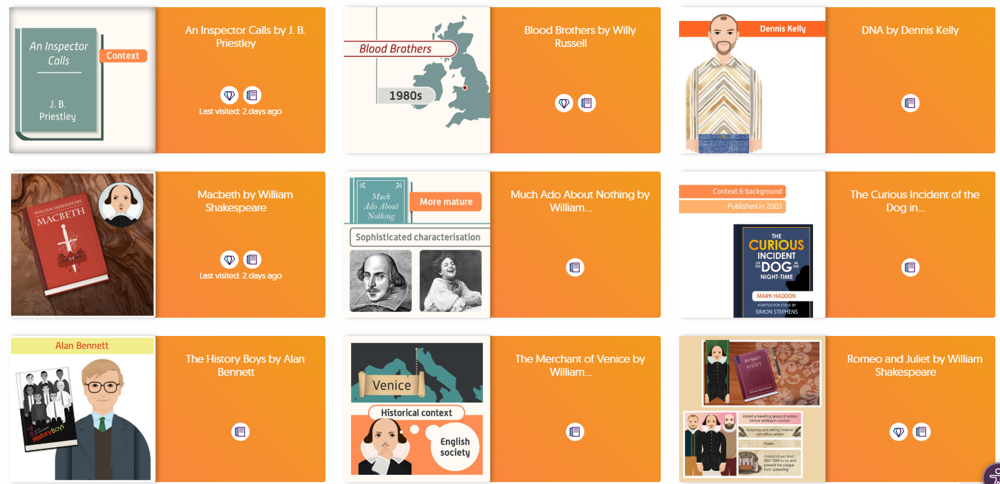 An Inspector
Calls
J. B.
Priestley
Context
An Inspector Calls by J. B.
Priestley
Last visited: 2 days ago
Blood Brothers
1980s
Blood Brothers by Willy
Russell
Dennis Kelly
DNA by Dennis Kelly
WILLIAM SHAKESPEARE
MACBETH
Macbeth by William
Shakespeare
Last visited: 2 days ago
Much
Ado About
Nothing
More mature
Sophisticated characterisation
Much Ado About Nothing by
William...
Context & background
Published in 2003
THE
CURIOUS
INCIDENT
OF THE DOG IN THE
NIGHT-TIME
MARK HADDON
ADAPTED FOR STAGE BY
SIMON STEPHENS
The Curious Incident of the
Dog in...
Alan Bennett
The
HistoryBoys
The History Boys by Alan
Bennett
Venice
Historical context
English
society
The Merchant of Venice by
William...
ROMEO
JULIET
WILLIAM SHAKESPEARE
Joined a travelling group of actors
before settling in London
Adapting and writing material
with other writers
Poetry
Closed down from
1592–1594 to try and
prevent the plague
from spreading
Romeo and Juliet by William
Shakespeare